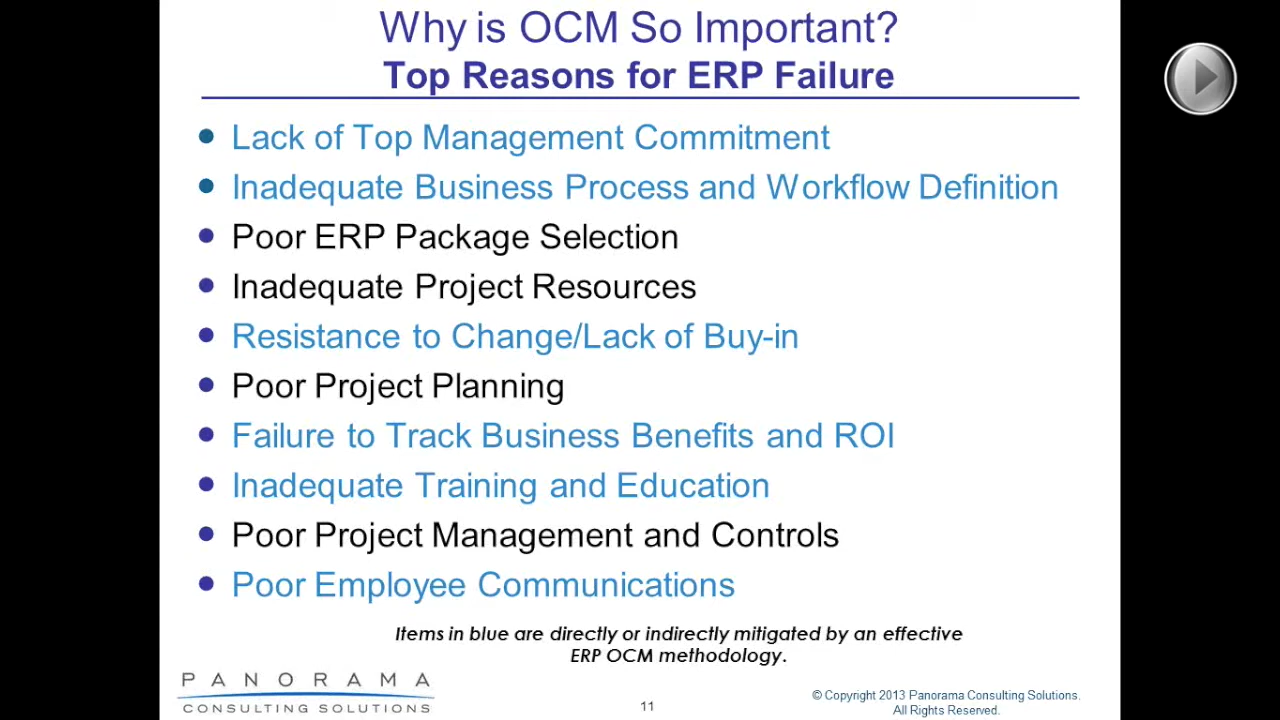 Why is OCM So Important?
Top Reasons for ERP Failure
Lack of Top Management Commitment
Inadequate Business Process and Workflow Definition
Poor ERP Package Selection
Inadequate Project Resources
Resistance to Change/Lack of Buy-in
Poor Project Planning
Failure to Track Business Benefits and ROI
Inadequate Training and Education
Poor Project Management and Controls
Poor Employee Communications
Items in blue are directly or indirectly mitigated by an effective
ERP OCM methodology.
PANORAMA
CONSULTING SOLUTIONS
11
© Copyright 2013 Panorama Consulting Solutions.
All Rights Reserved.